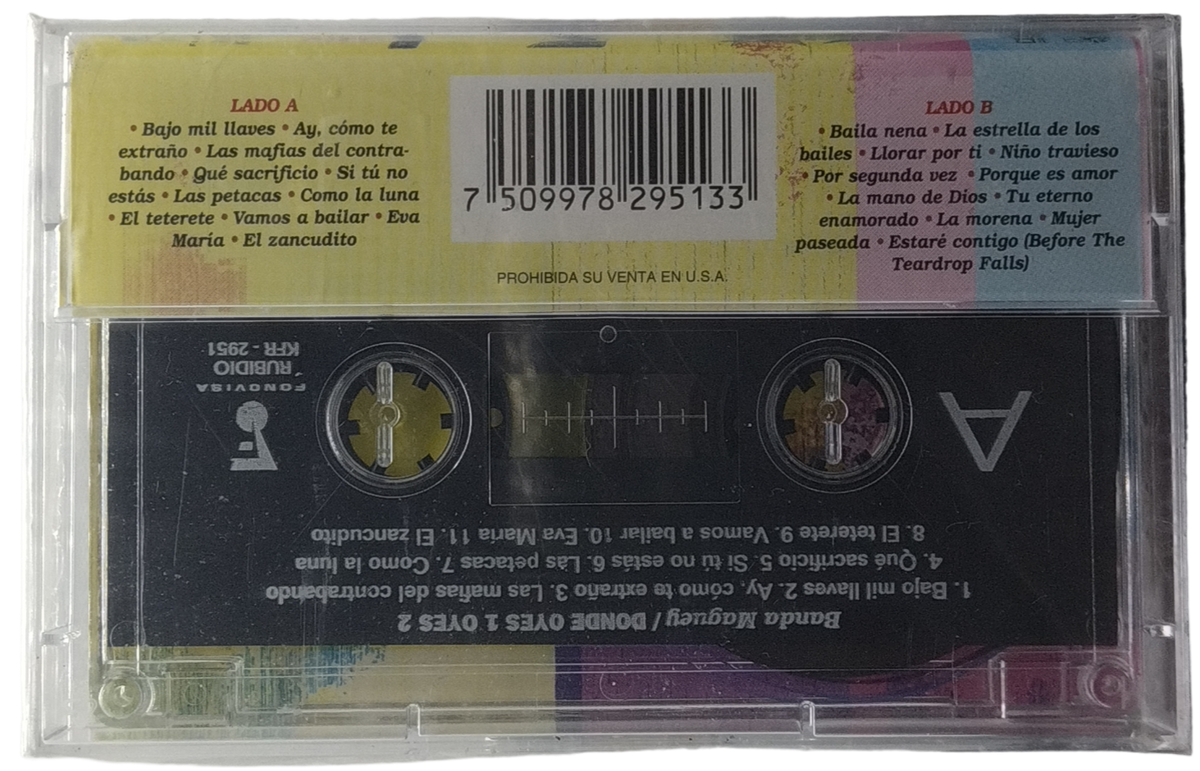 LADO A
• Bajo mil llaves • Ay, cómo te
extraño • Las mafias del contra-
bando • Qué sacrificio • Si tú no
estás • Las petacas • Como la luna
• El teterete • Vamos a bailar • Eva
María • El zancudito
7 509978 295133
PROHIBIDA SU VENTA EN U.S.A.
LADO B
• Baila nena • La estrella de los
bailes • Llorar por ti • Niño travieso
• Por segunda vez • Porque es amor
• La mano de Dios • Tu eterno
enamorado • La morena • Mujer
paseada • Estaré contigo (Before The
Teardrop Falls)
Banda Maguey / DONDE OYES 1 OYES 2
1. Bajo mil llaves 2. Ay, cómo te extraño 3. Las mafias del contrabando
4. Qué sacrificio 5. Si tú no estás 6. Las petacas 7. Como la luna
8. El teterete 9. Vamos a bailar 10. Eva María 11. El zancudito
A
FONOVISA
RUBIDIO
KFR - 2951